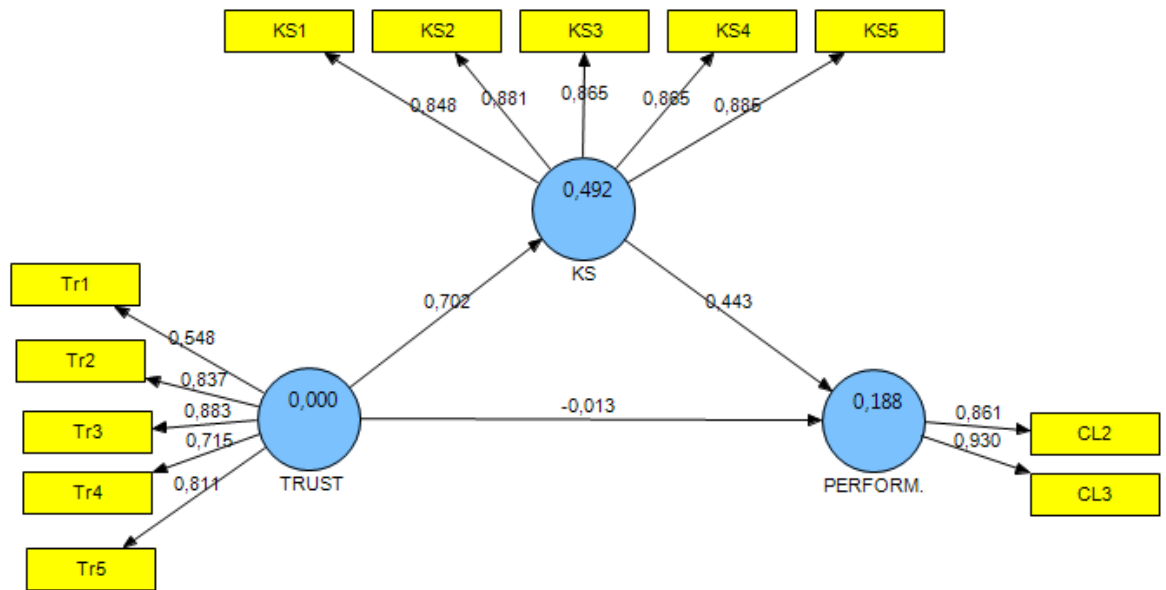 KS1
KS2
KS3
KS4
KS5
0,848
0,881
0,865
0,865
0,885
0,492
KS
Tr1
Tr2
Tr3
Tr4
Tr5
0,548
0,837
0,883
0,715
0,811
0,702
0,443
0,000
TRUST
-0,013
0,188
PERFORM.
0,861
0,930
CL2
CL3